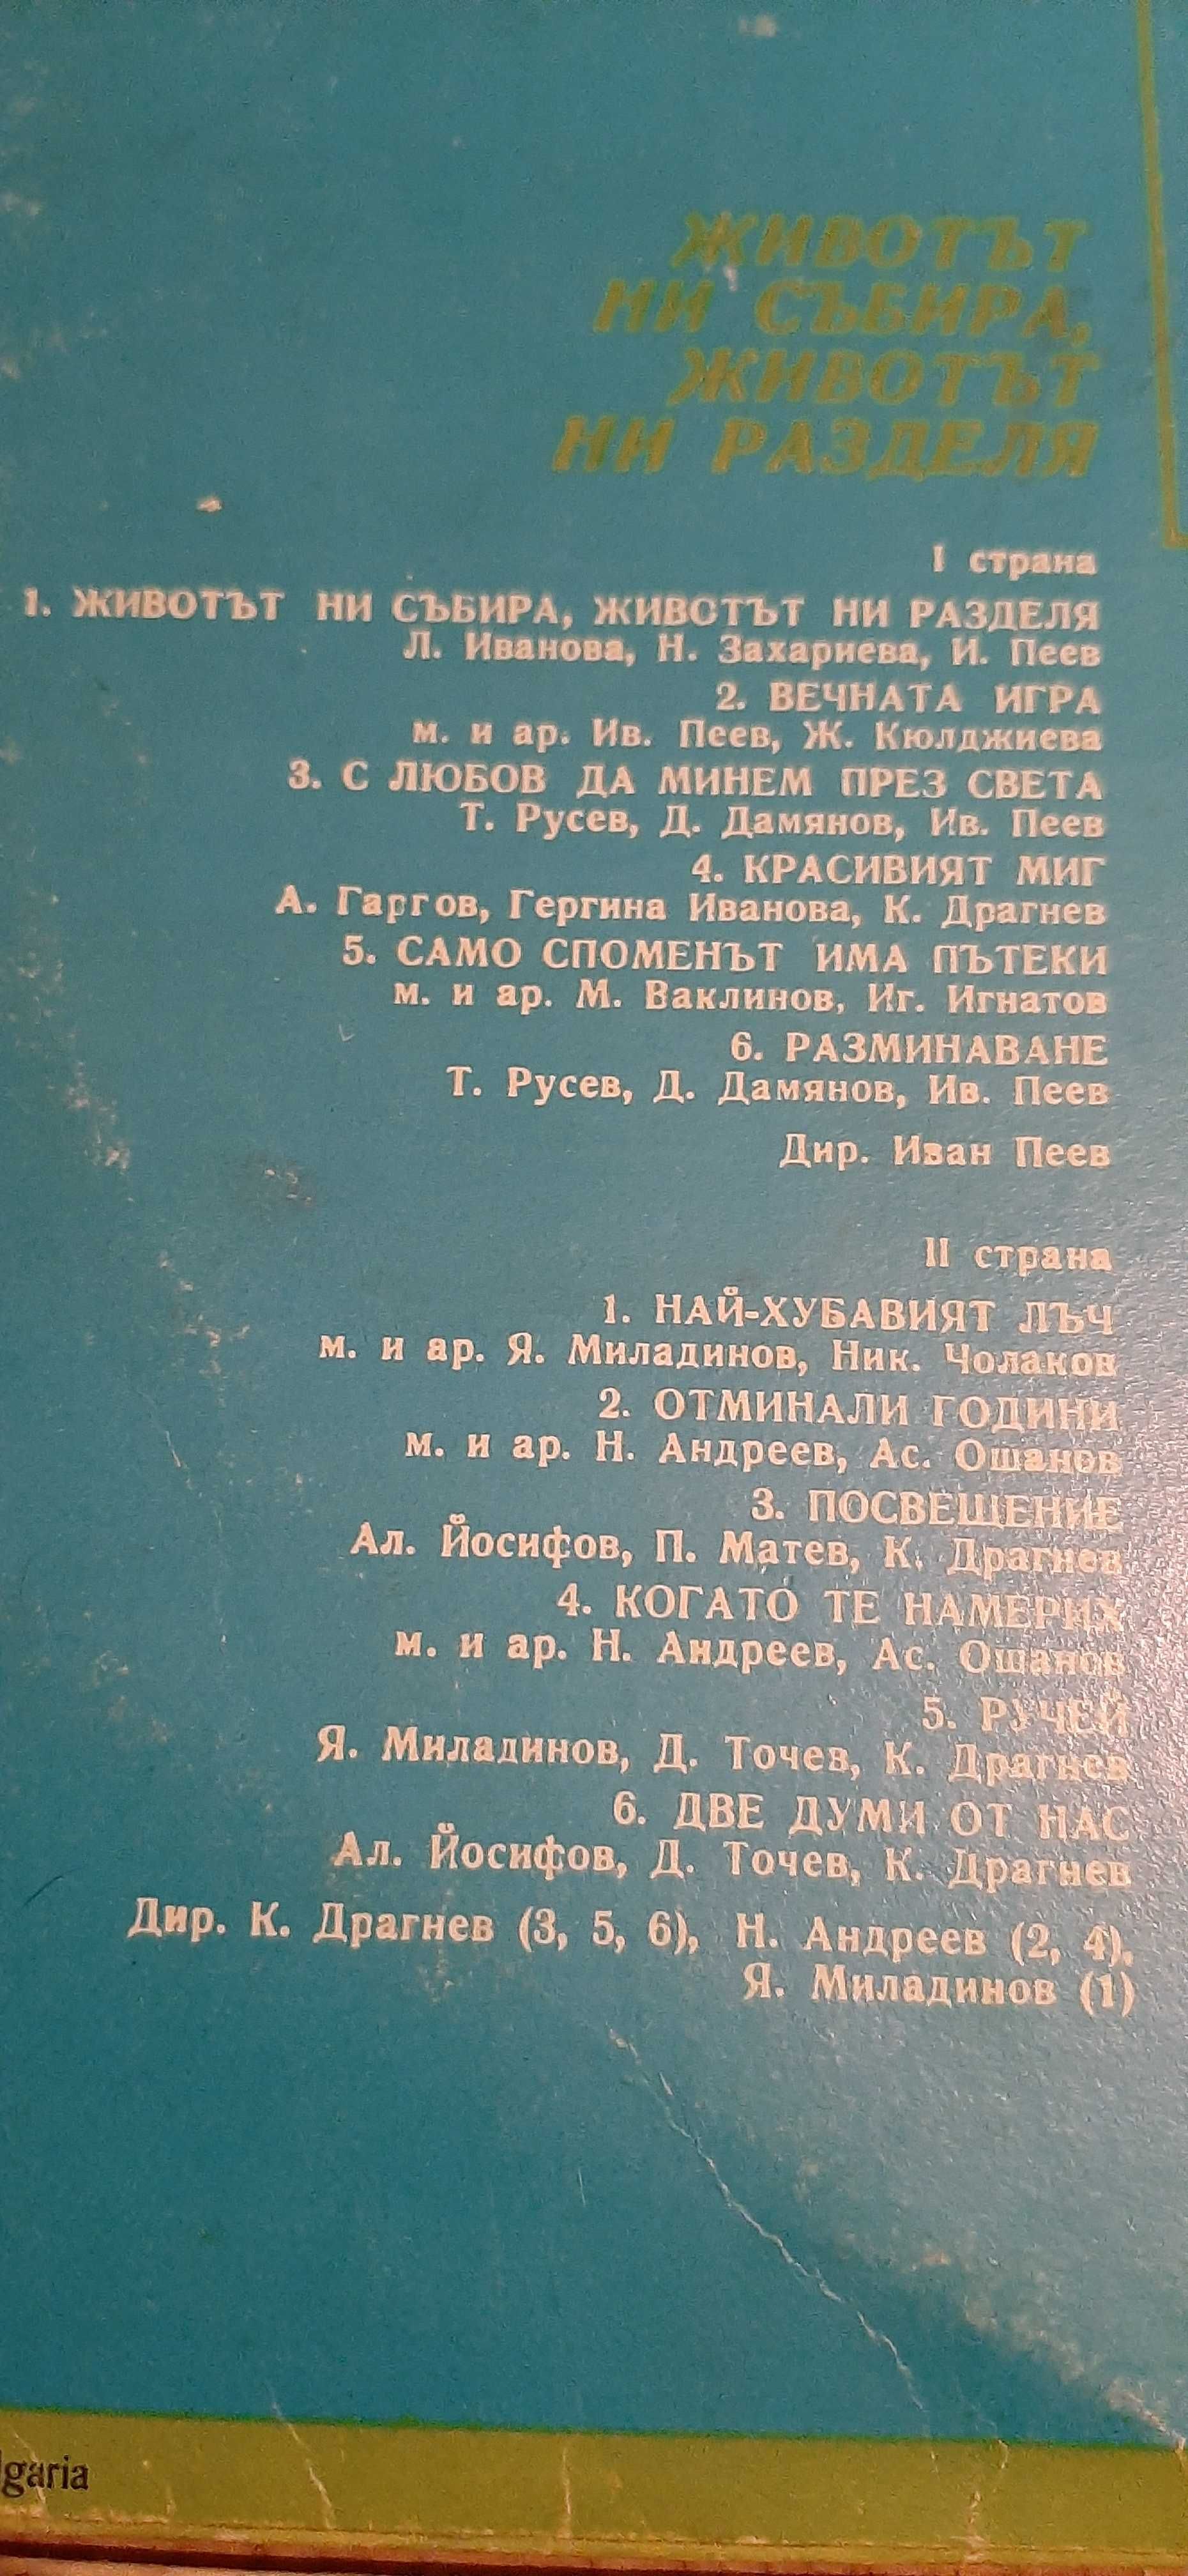 ЖИВОТЪТ
НИ СЪБИРА,
ЖИВОТЪТ
НИ РАЗДЕЛЯ
I страна
1. ЖИВОТЪТ НИ СЪБИРА, ЖИВОТЪТ НИ РАЗДЕЛЯ
Л. Иванова, Н. Захариева, И. Пеев
2. ВЕЧНАТА ИГРА
м. и ар. Ив. Пеев, Ж. Кюлджиева
3. С ЛЮБОВ ДА МИНЕМ ПРЕЗ СВЕТА
Т. Русев, Д. Дамянов, Ив. Пеев
4. КРАСИВИЯТ МИГ
А. Гаргов, Гергина Иванова, К. Драгнев
5. САМО СПОМЕНЪТ ИМА ПЪТЕКИ
м. и ар. М. Ваклинов, Иг. Игнатов
6. РАЗМИНАВАНЕ
Т. Русев, Д. Дамянов, Ив. Пеев
Дир. Иван Пеев
II страна
1. НАЙ-ХУБАВИЯТ ЛЪЧ
м. и ар. Я. Миладинов, Ник. Чолаков
2. ОТМИНАЛИ ГОДИНИ
м. и ар. Н. Андреев, Ас. Ошанов
3. ПОСВЕЩЕНИЕ
Ал. Йосифов, П. Матев, К. Драгнев
4. КОГАТО ТЕ НАМЕРИХ
м. и ар. Н. Андреев, Ас. Ошанов
5. РУЧЕЙ
Я. Миладинов, Д. Точев, К. Драгнев
6. ДВЕ ДУМИ ОТ НАС
Ал. Йосифов, Д. Точев, К. Драгнев
Дир. К. Драгнев (3, 5, 6), Н. Андреев (2, 4),
Я. Миладинов (1)
lgaria